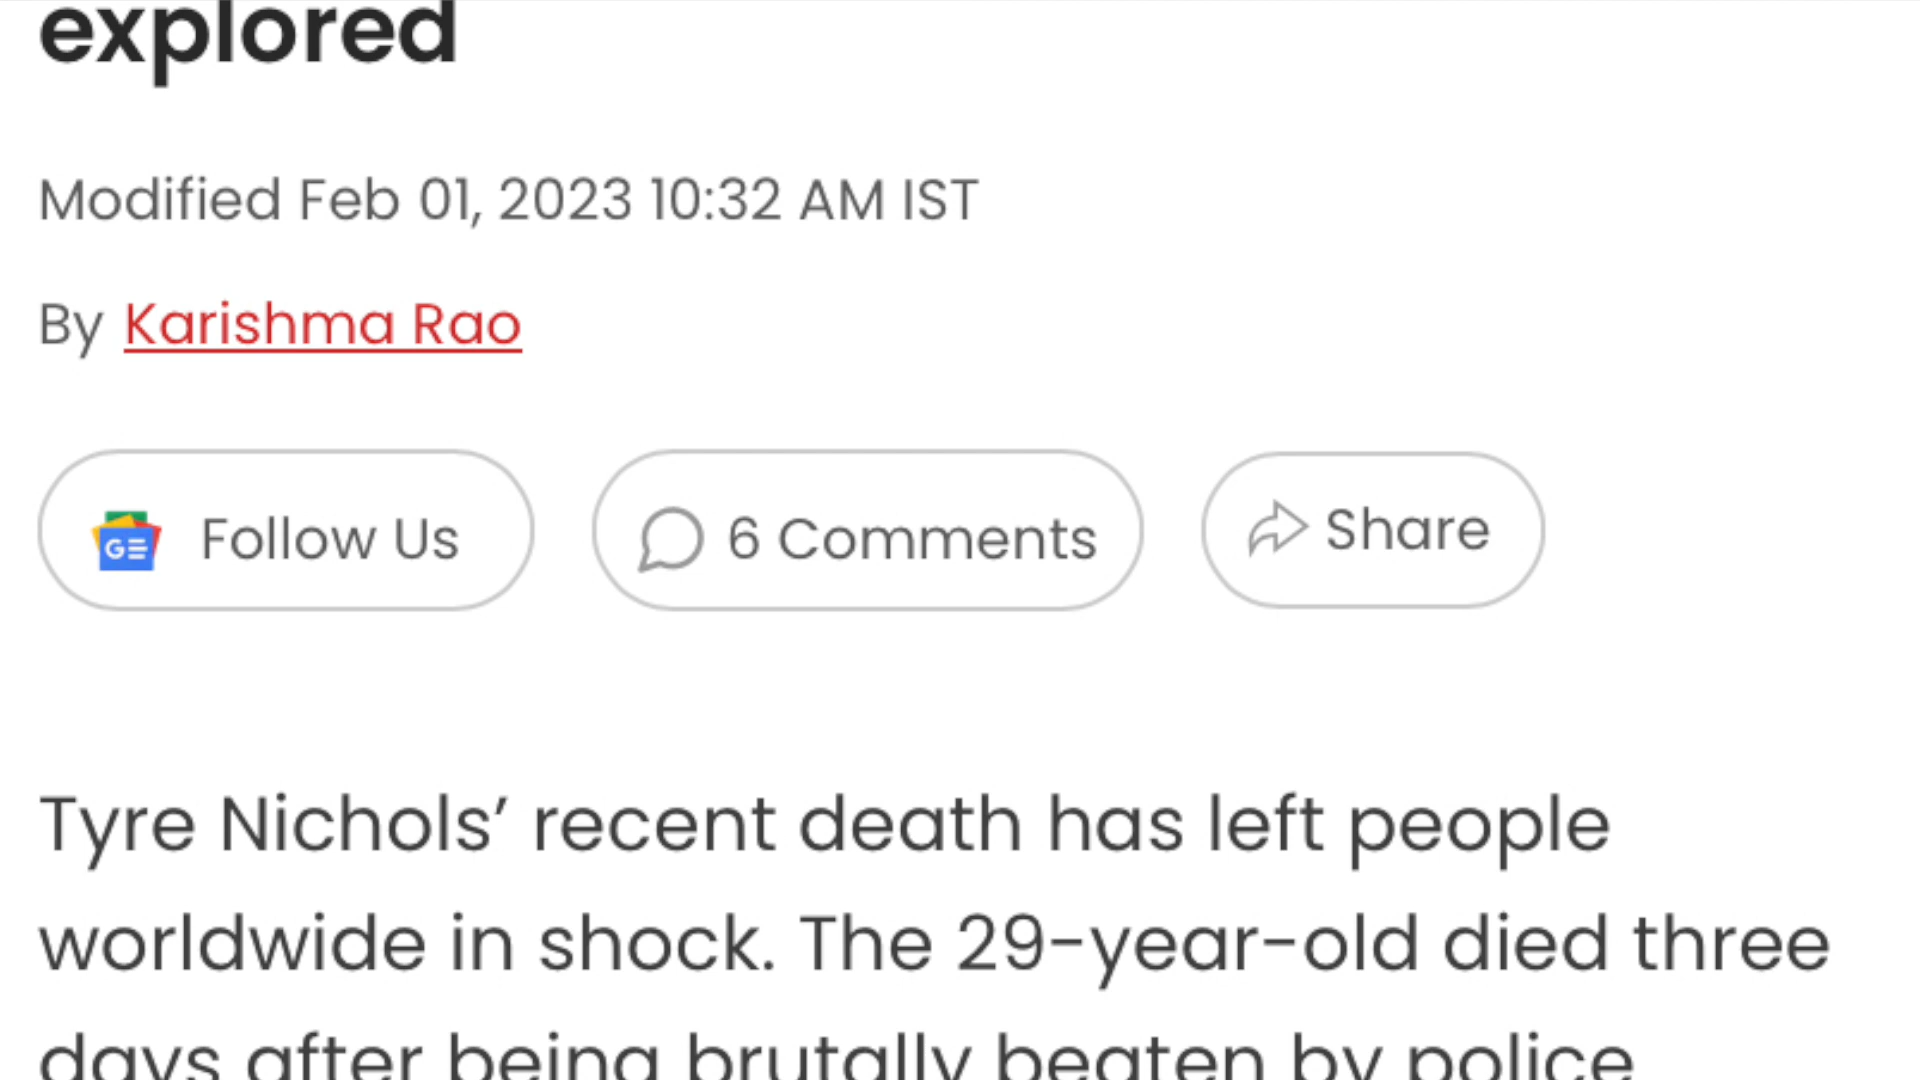 explored
Modified Feb 01, 2023 10:32 AM IST
By Karishma Rao
Follow Us
6 Comments
Share
Tyre Nichols’ recent death has left people
worldwide in shock. The 29-year-old died three
days after being brutally beaten by police